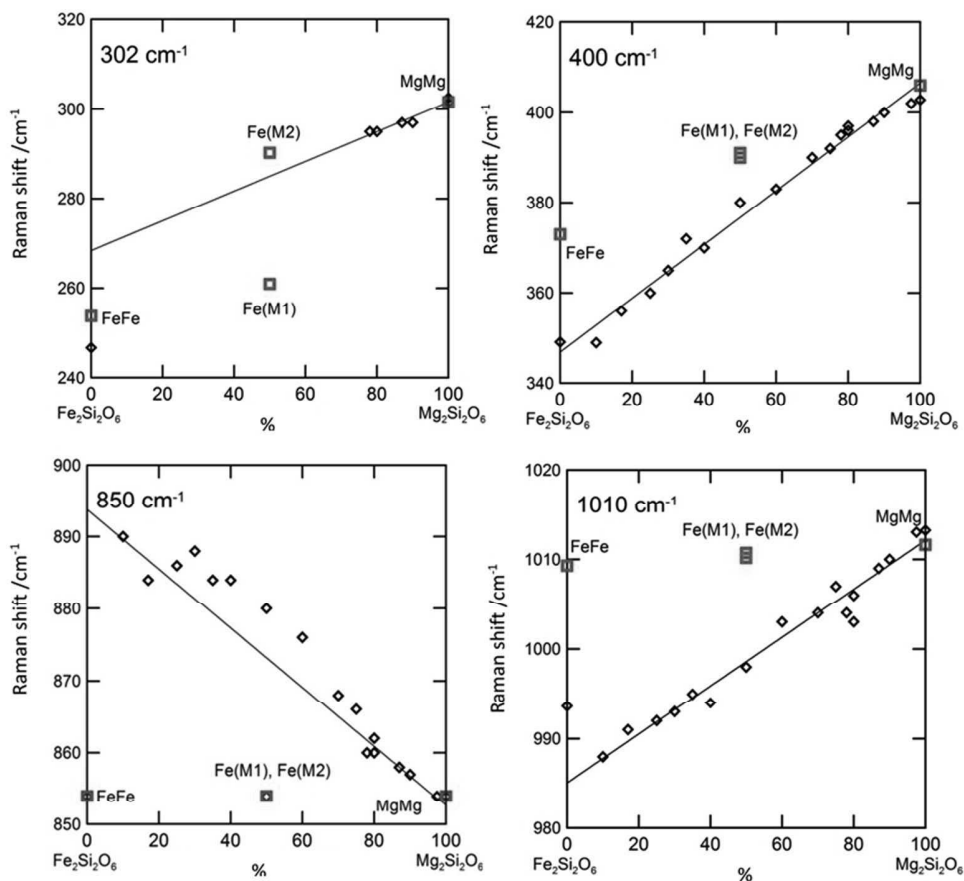 302 cm-1
Raman shift /cm-1
320
300
280
260
240
MgMg
Fe(M2)
Fe(M1)
FeFe
0
20
40
60
80
100
Fe2Si2O6
%
Mg2Si2O6
400 cm-1
Raman shift /cm-1
420
400
380
360
340
MgMg
Fe(M1), Fe(M2)
FeFe
0
20
40
60
80
100
Fe2Si2O6
%
Mg2Si2O6
850 cm-1
Raman shift /cm-1
900
890
880
870
860
850
Fe(M1), Fe(M2)
FeFe
MgMg
0
20
40
60
80
100
Fe2Si2O6
%
Mg2Si2O6
1010 cm-1
Raman shift /cm-1
1020
1010
1000
990
980
MgMg
Fe(M1), Fe(M2)
FeFe
0
20
40
60
80
100
Fe2Si2O6
%
Mg2Si2O6